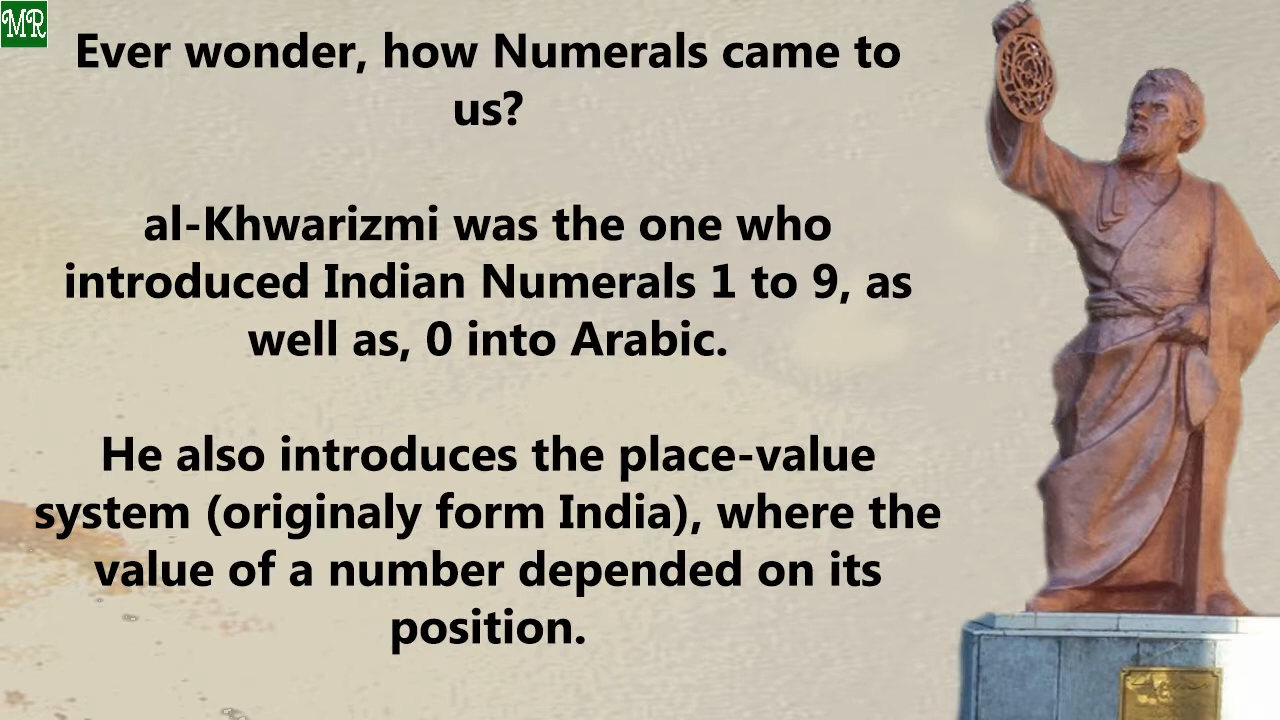 MR
Ever wonder, how Numerals came to
us?
al-Khwarizmi was the one who
introduced Indian Numerals 1 to 9, as
well as, 0 into Arabic.
He also introduces the place-value
system (originaly form India), where the
value of a number depended on its
position.